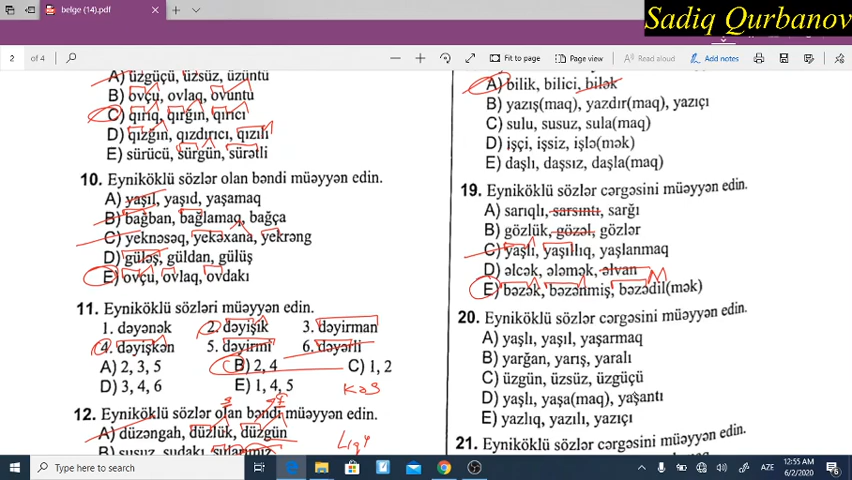 Sadiq Qurbanov
belge (14).pdf
2 of 4
Fit to page
Page view
Read aloud
Add notes
A) üzgüçü, üzsüz, üzüntü
B) ovçu, ovlaq, ovuntu
C) qırıq, qırğın, qırıcı
D) qızğın, qızdırıcı, qızılı
E) sürücü, sürgün, sürətli
10. Eyniköklü sözlər olan bəndi müəyyən edin.
A) yaşıl, yaşıd, yaşamaq
B) bağban, bağlamaq, bağça
C) yeknəsəq, yekəxana, yekrəng
D) güləş, güldan, gülüş
E) ovçu, ovlaq, ovdakı
11. Eyniköklü sözləri müəyyən edin.
1. dəyənək 2. dəyişik 3. dəyirman
4. dəyişkən 5. dəyirmi 6. dəyərli
A) 2, 3, 5 B) 2, 4 C) 1, 2
D) 3, 4, 6 E) 1, 4, 5
kəs
12. Eyniköklü sözlər olan bəndi müəyyən edin.
A) düzəngah, düzlük, düzgün
B) susuz, sudakı, sularımız
A) bilik, bilici, bilək
B) yazış(maq), yazdır(maq), yazıçı
C) sulu, susuz, sula(maq)
D) işçi, işsiz, işlə(mək)
E) daşlı, daşsız, daşla(maq)
19. Eyniköklü sözlər cərgəsini müəyyən edin.
A) sarıqlı, sarsıntı, sarğı
B) gözlük, gözəl, gözlər
C) yaşlı, yaşıllıq, yaşlanmaq
D) əlcək, ələmək, əlvan
E) bəzək, bəzənmiş, bəzədil(mək)
20. Eyniköklü sözlər cərgəsini müəyyən edin.
A) yaşlı, yaşıl, yaşarmaq
B) yarğan, yarış, yaralı
C) üzgün, üzsüz, üzgüçü
D) yaşlı, yaşa(maq), yaşantı
E) yazlıq, yazılı, yazıçı
21. Eyniköklü sözlər cərgəsini müəyyən edin.
Type here to search
AZE
12:55 AM
6/2/2020